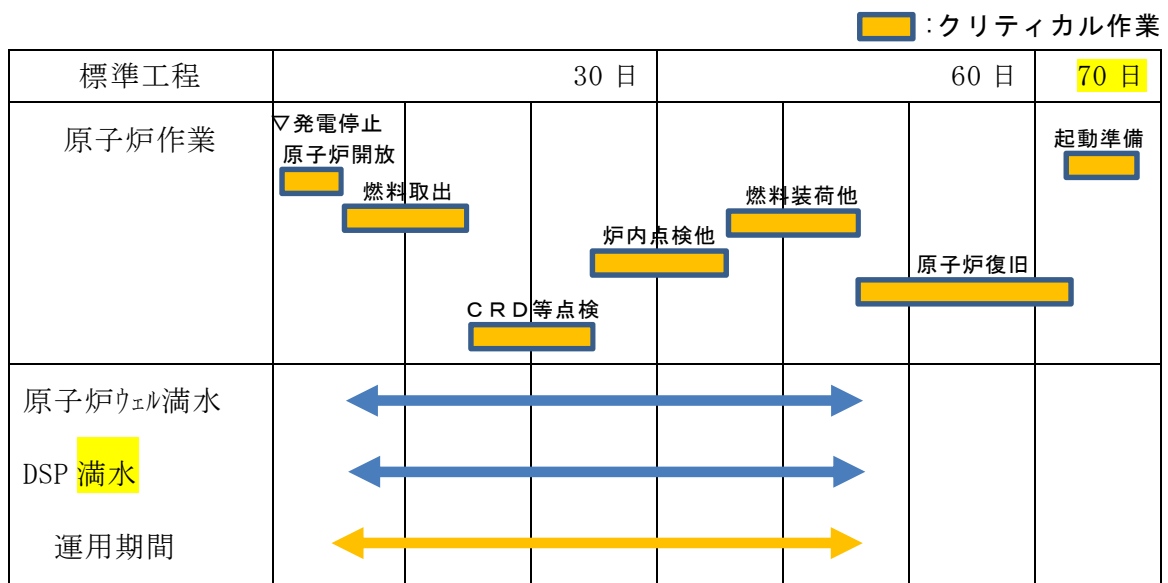 :クリティカル作業
標準工程 30 日 60 日 70 日
原子炉作業
▽発電停止
原子炉開放
燃料取出
CRD等点検
炉内点検他
燃料装荷他
原子炉復旧
起動準備
原子炉ウェル満水
DSP 満水
運用期間